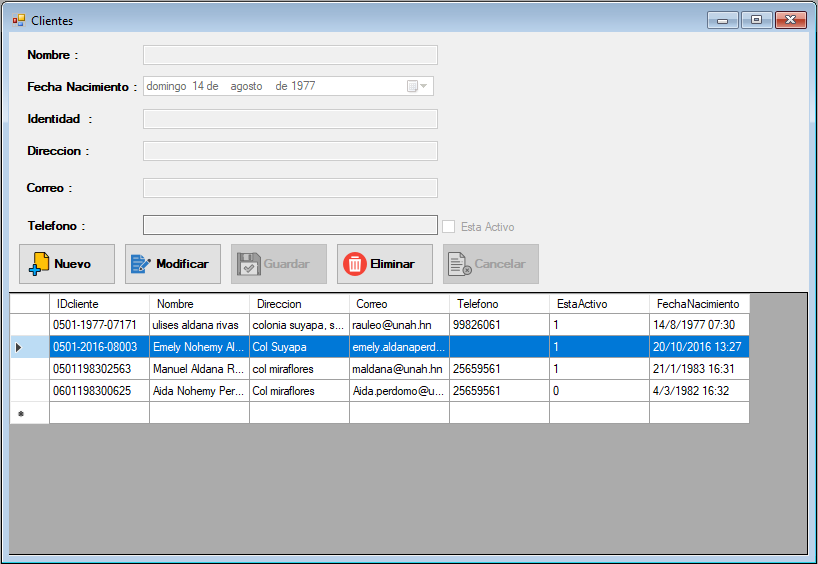 Clientes
Nombre :
Fecha Nacimiento : domingo 14 de agosto de 1977
Identidad :
Direccion :
Correo :
Telefono : Esta Activo
Nuevo Modificar Guardar Eliminar Cancelar
IDcliente Nombre Direccion Correo Telefono EstaActivo FechaNacimiento
0501-1977-07171 ulises aldana rivas colonia suyapa, s... rauleo@unah.hn 99826061 1 14/8/1977 07:30
0501-2016-08003 Emely Nohemy Al... Col Suyapa emely.aldanaperd... 1 20/10/2016 13:27
0501198302563 Manuel Aldana R... col miraflores maldana@unah.hn 25659561 1 21/1/1983 16:31
0601198300625 Aida Nohemy Per... Col miraflores Aida.perdomo@u... 25659561 0 4/3/1982 16:32